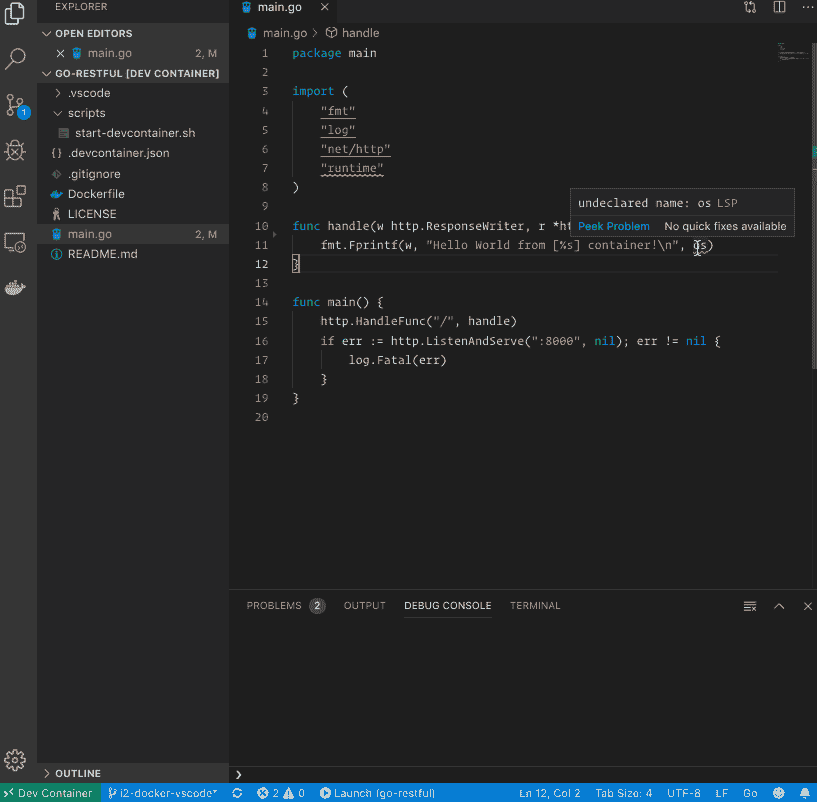 EXPLORER
OPEN EDITORS
main.go 2, M
GO-RESTFUL [DEV CONTAINER]
.vscode
scripts
start-devcontainer.sh
{} .devcontainer.json
.gitignore
Dockerfile
LICENSE
main.go 2, M
README.md
OUTLINE
1
main.go
main.go > handle
1 package main
2
3 import (
4 "fmt"
5 "log"
6 "net/http"
7 "runtime"
8 )
9
10 func handle(w http.ResponseWriter, r *ht
11 fmt.Fprintf(w, "Hello World from [%s] container!\n", os)
12 }
13
14 func main() {
15 http.HandleFunc("/", handle)
16 if err := http.ListenAndServe(":8000", nil); err != nil {
17 log.Fatal(err)
18 }
19 }
20
undeclared name: os LSP
Peek Problem No quick fixes available
PROBLEMS 2 OUTPUT DEBUG CONSOLE TERMINAL
Dev Container i2-docker-vscode* 2 0 Launch (go-restful) Ln 12, Col 2 Tab Size: 4 UTF-8 LF Go